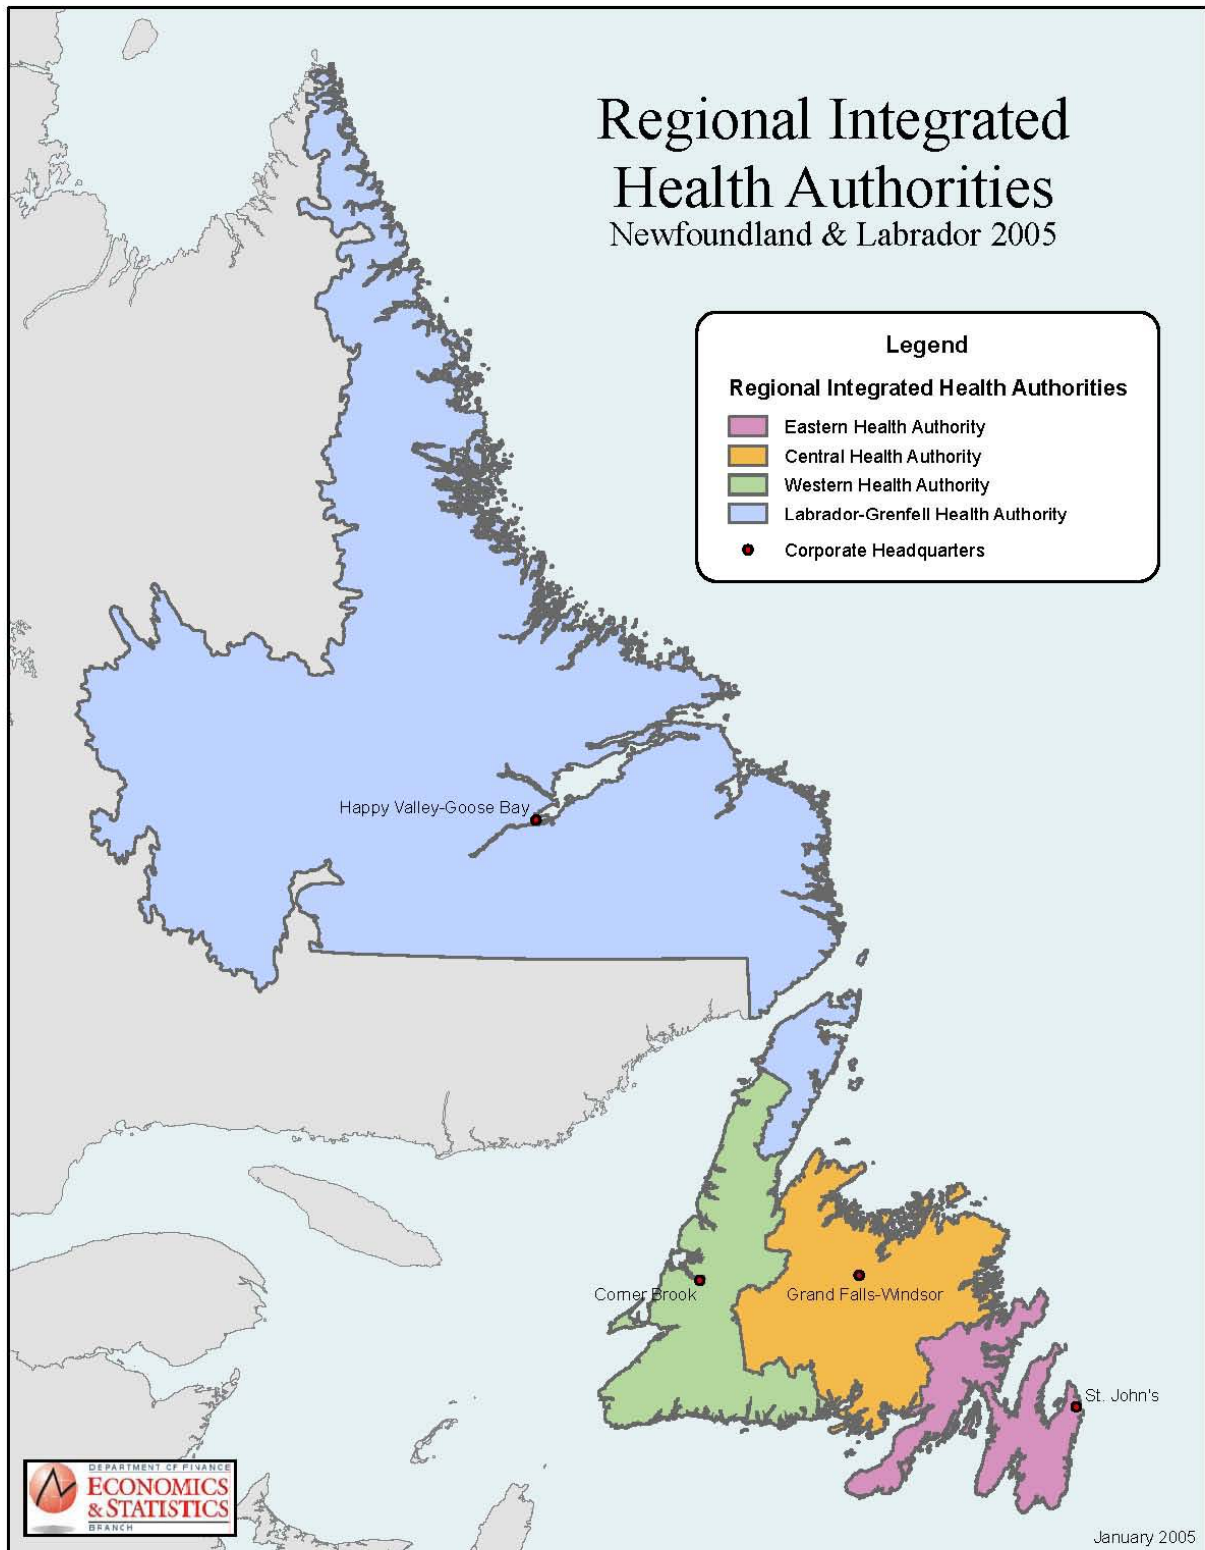 Regional Integrated
Health Authorities
Newfoundland & Labrador 2005
Legend
Regional Integrated Health Authorities
Eastern Health Authority
Central Health Authority
Western Health Authority
Labrador-Grenfell Health Authority
Corporate Headquarters
Happy Valley-Goose Bay
Corner Brook
Grand Falls-Windsor
St. John's
DEPARTMENT OF FINANCE
ECONOMICS
& STATISTICS
BRANCH
January 2005